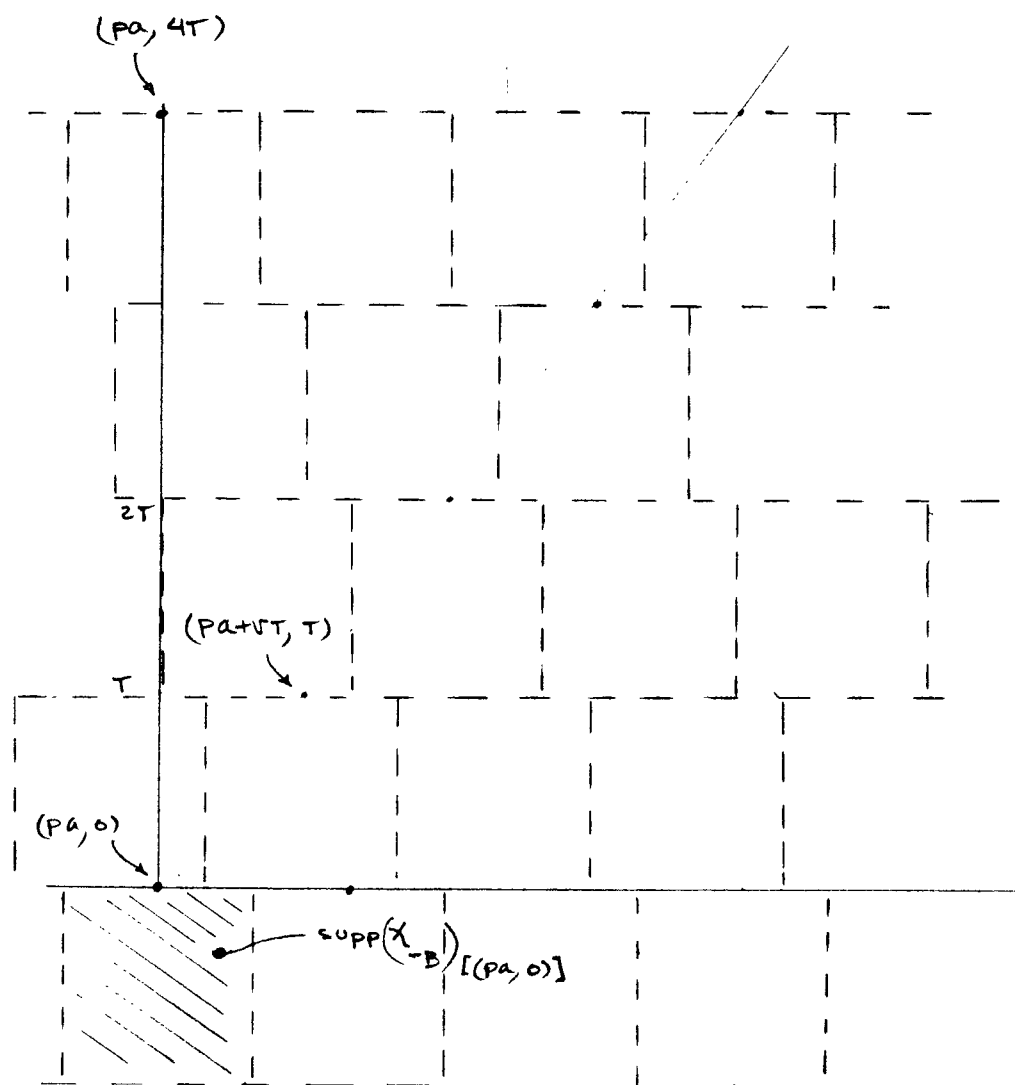 (pa, 4T)
2T
(pa+vT, T)
T
(pa, 0)
supp(χ_-B)[(pa, 0)]